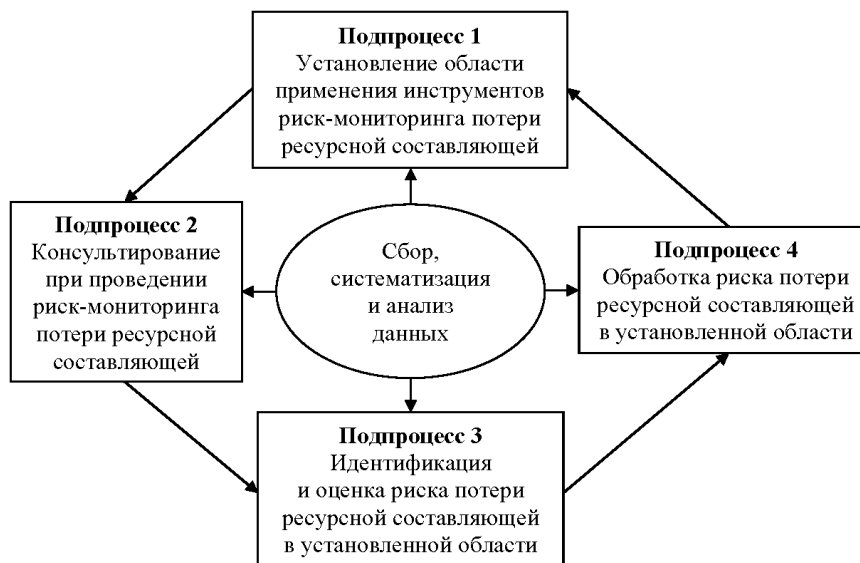 Подпроцесс 1
Установление области
применения инструментов
риск-мониторинга потери
ресурсной составляющей
Подпроцесс 2
Консультирование
при проведении
риск-мониторинга
потери ресурсной
составляющей
Сбор,
систематизация
и анализ
данных
Подпроцесс 4
Обработка риска потери
ресурсной составляющей
в установленной области
Подпроцесс 3
Идентификация
и оценка риска потери
ресурсной составляющей
в установленной области